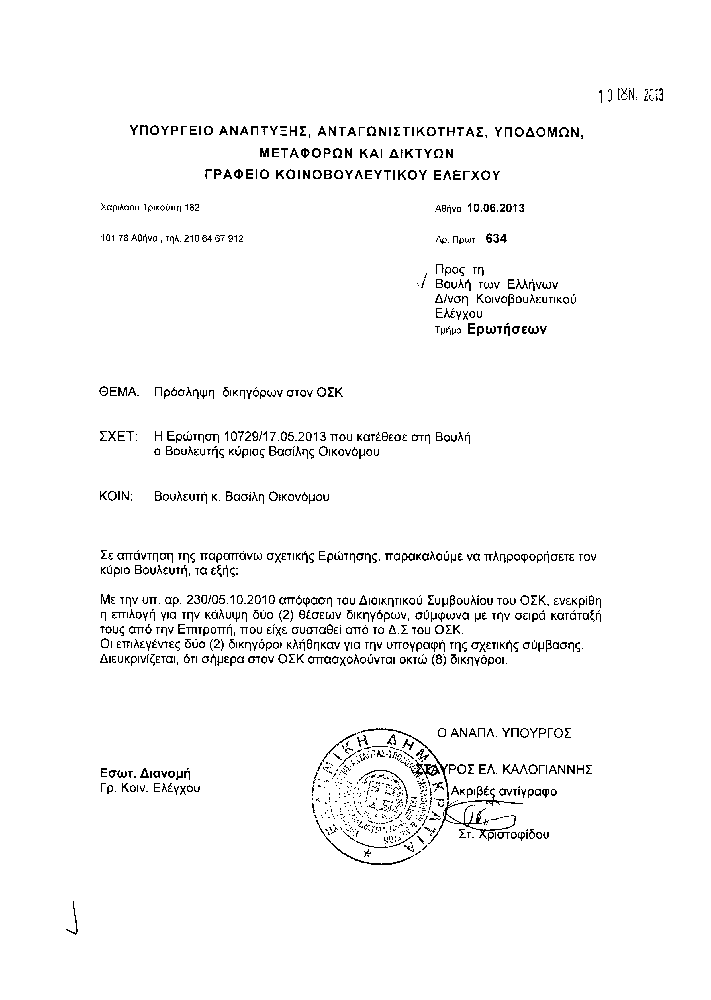 10 ΙΟΥΝ. 2013
ΥΠΟΥΡΓΕΙΟ ΑΝΑΠΤΥΞΗΣ, ΑΝΤΑΓΩΝΙΣΤΙΚΟΤΗΤΑΣ, ΥΠΟΔΟΜΩΝ,
ΜΕΤΑΦΟΡΩΝ ΚΑΙ ΔΙΚΤΥΩΝ
ΓΡΑΦΕΙΟ ΚΟΙΝΟΒΟΥΛΕΥΤΙΚΟΥ ΕΛΕΓΧΟΥ
Χαριλάου Τρικούπη 182
Αθήνα 10.06.2013
101 78 Αθήνα , τηλ. 210 64 67 912
Αρ. Πρωτ 634
Προς τη
Βουλή των Ελλήνων
Δ/νση Κοινοβουλευτικού
Ελέγχου
Τμήμα Ερωτήσεων
ΘΕΜΑ: Πρόσληψη δικηγόρων στον ΟΣΚ
ΣΧΕΤ: Η Ερώτηση 10729/17.05.2013 που κατέθεσε στη Βουλή
ο Βουλευτής κύριος Βασίλης Οικονόμου
ΚΟΙΝ: Βουλευτή κ. Βασίλη Οικονόμου
Σε απάντηση της παραπάνω σχετικής Ερώτησης, παρακαλούμε να πληροφορήσετε τον
κύριο Βουλευτή, τα εξής:
Με την υπ. αρ. 230/05.10.2010 απόφαση του Διοικητικού Συμβουλίου του ΟΣΚ, ενεκρίθη
η επιλογή για την κάλυψη δύο (2) θέσεων δικηγόρων, σύμφωνα με την σειρά κατάταξή
τους από την Επιτροπή, που είχε συσταθεί από το Δ.Σ του ΟΣΚ.
Οι επιλεγέντες δύο (2) δικηγόροι κλήθηκαν για την υπογραφή της σχετικής σύμβασης.
Διευκρινίζεται, ότι σήμερα στον ΟΣΚ απασχολούνται οκτώ (8) δικηγόροι.
Ο ΑΝΑΠΛ. ΥΠΟΥΡΓΟΣ
ΣΤΑΥΡΟΣ ΕΛ. ΚΑΛΟΓΙΑΝΝΗΣ
Εσωτ. Διανομή
Γρ. Κοιν. Ελέγχου
Ακριβές αντίγραφο
Στ. Χριστοφίδου
ΕΛΛΗΝΙΚΗ ΔΗΜΟΚΡΑΤΙΑ